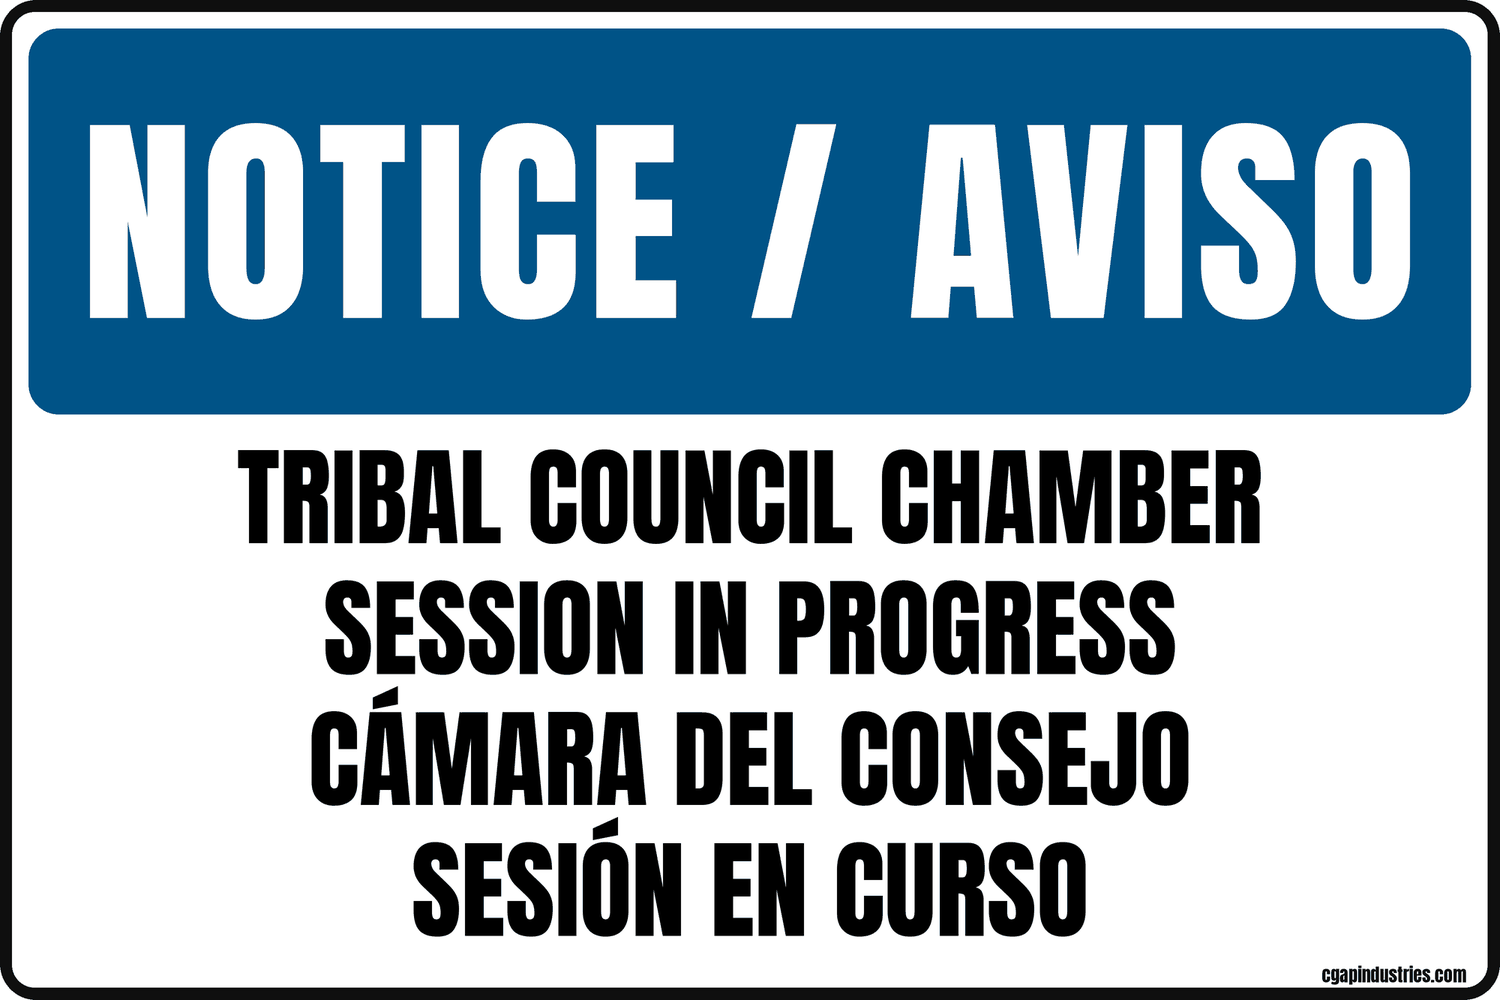 NOTICE / AVISO
TRIBAL COUNCIL CHAMBER
SESSION IN PROGRESS
CÁMARA DEL CONSEJO
SESIÓN EN CURSO
cgapindustries.com